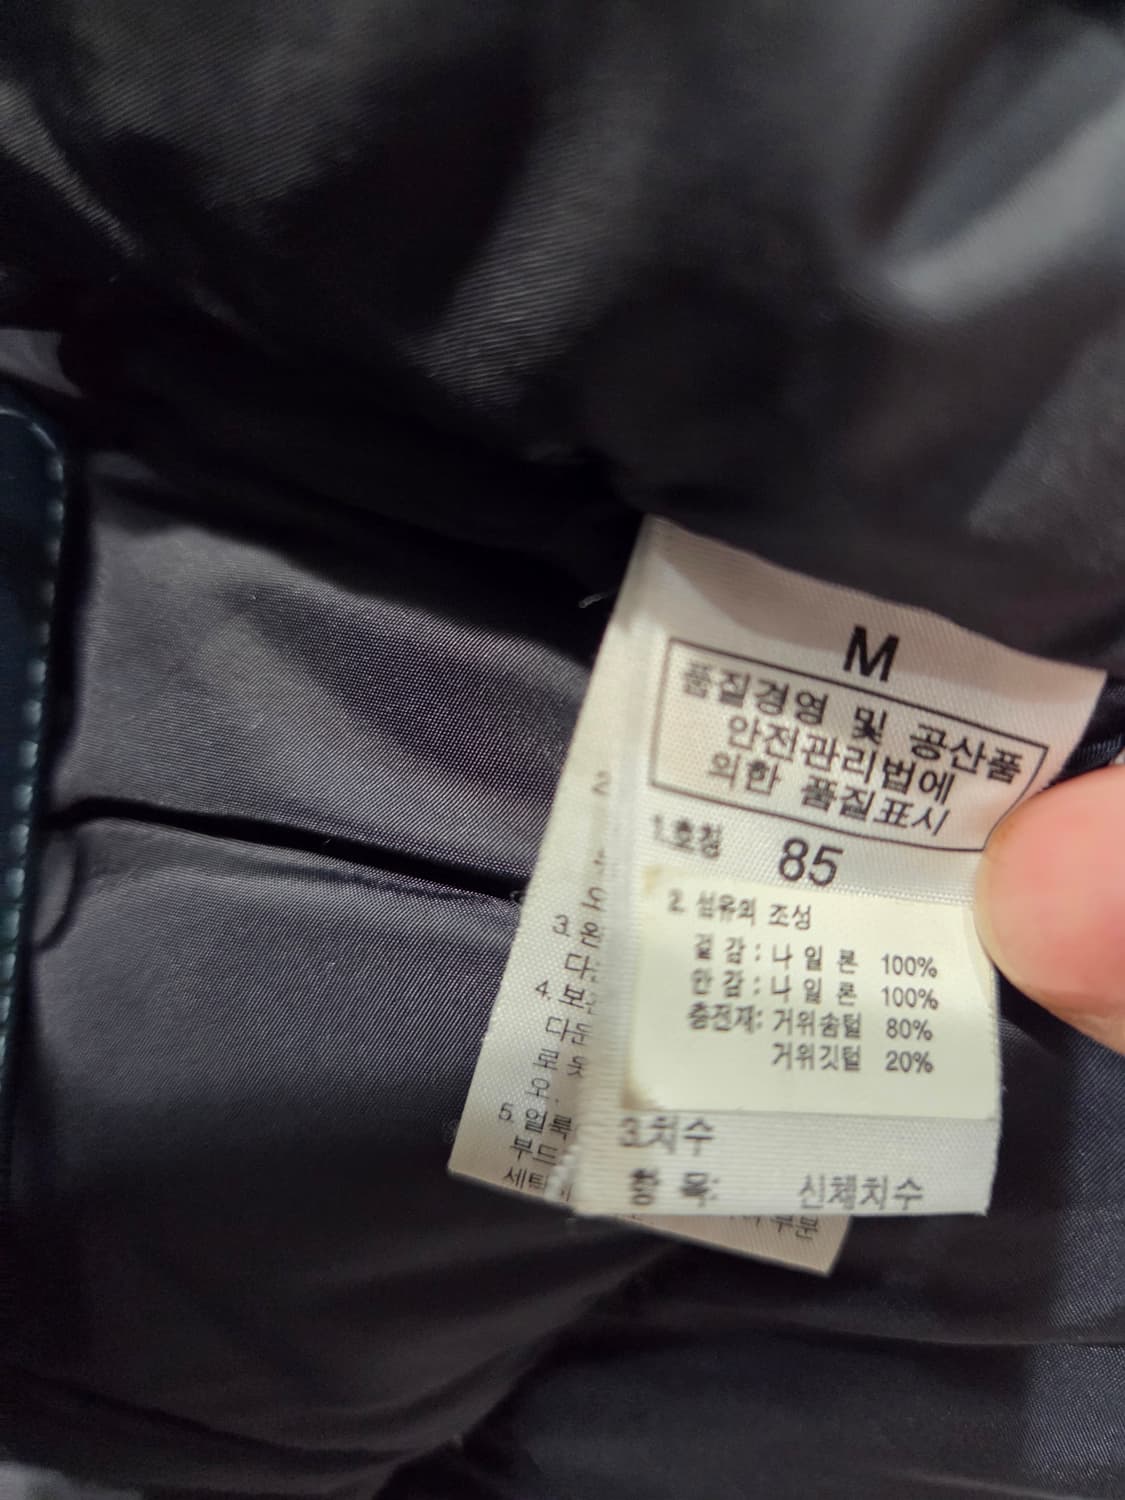 M
품질경영 및 공산품
안전관리법에
의한 품질표시
1.호칭 85
2. 섬유의 조성
겉 감 : 나 일 론 100%
안 감 : 나 일 론 100%
충전재: 거위솜털 80%
거위깃털 20%
3.치수
항 목: 신체치수
3.
4.
5.